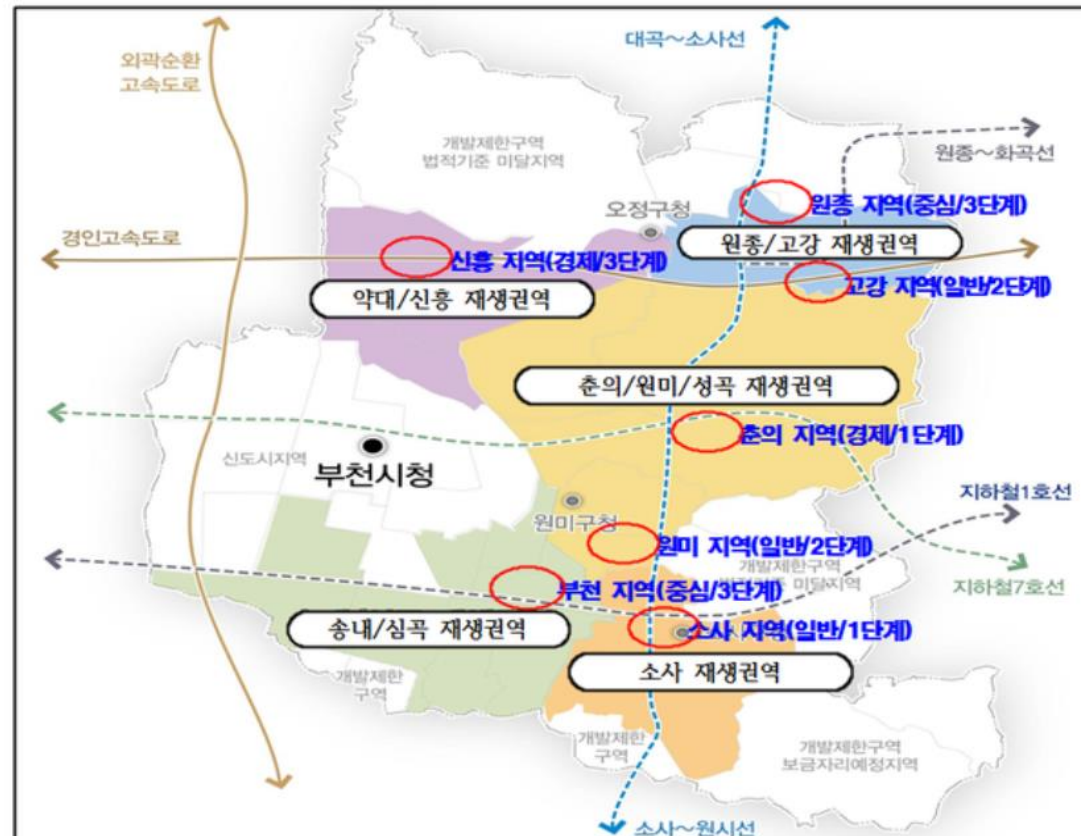 대곡～소사선
외곽순환
고속도로
개발제한구역
법적기준 미달지역
원종～화곡선
원종 지역(중심/3단계)
오정구청
경인고속도로
원종/고강 재생권역
신흥 지역(경제/3단계)
고강 지역(일반/2단계)
약대/신흥 재생권역
춘의/원미/성곡 재생권역
춘의 지역(경제/1단계)
신도시지역
부천시청
지하철1호선
원미구청
원미 지역(일반/2단계)
개발제한구역
미달지역
부천 지역(중심/3단계)
지하철7호선
송내/심곡 재생권역
소사 지역(일반/1단계)
소사 재생권역
개발제한
구역
개발제한
구역
개발제한구역
보금자리예정지역
소사～원시선